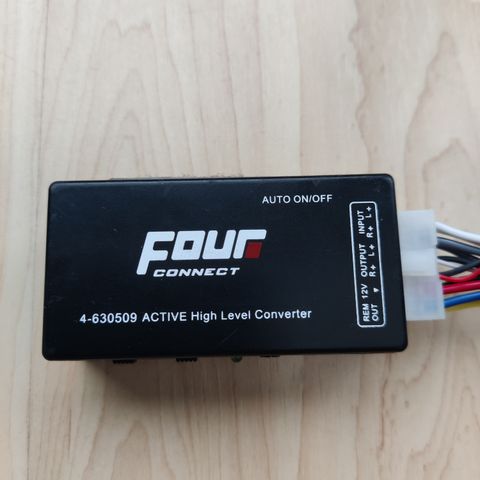 AUTO ON/OFF
FOUR
CONNECT
4-630509 ACTIVE High Level Converter
REM 12V OUTPUT INPUT
OUT R+ L+ R+ L+